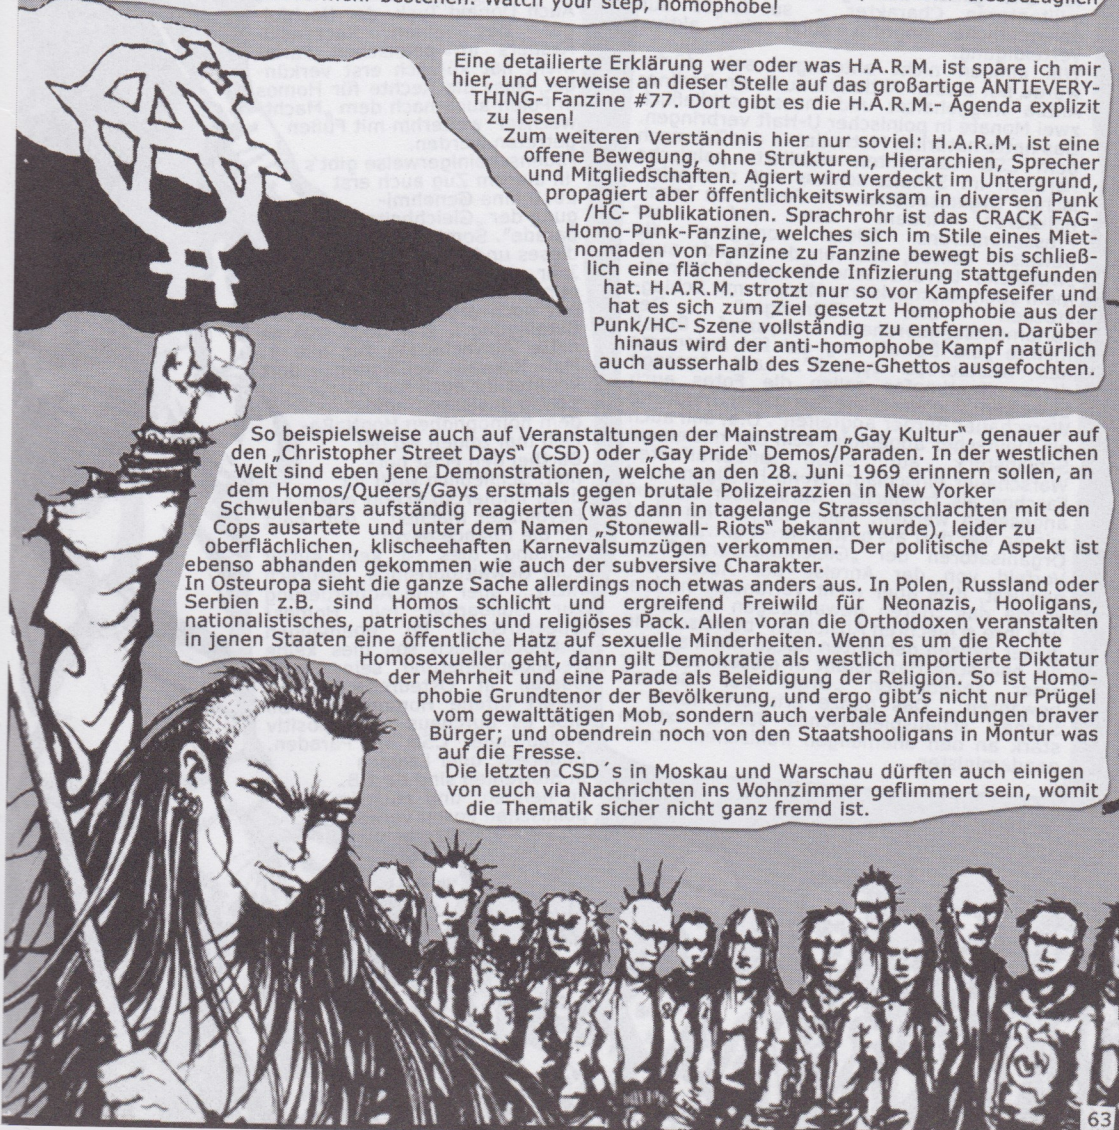 bestehen. Watch your step, homophobe!
Eine detailierte Erklärung wer oder was H.A.R.M. ist spare ich mir
hier, und verweise an dieser Stelle auf das großartige ANTIEVERY-
THING- Fanzine #77. Dort gibt es die H.A.R.M.- Agenda explizit
zu lesen!
Zum weiteren Verständnis hier nur soviel: H.A.R.M. ist eine
offene Bewegung, ohne Strukturen, Hierarchien, Sprecher
und Mitgliedschaften. Agiert wird verdeckt im Untergrund,
propagiert aber öffentlichkeitswirksam in diversen Punk
/HC- Publikationen. Sprachrohr ist das CRACK FAG-
Homo-Punk-Fanzine, welches sich im Stile eines Miet-
nomaden von Fanzine zu Fanzine bewegt bis schließ-
lich eine flächendeckende Infizierung stattgefunden
hat. H.A.R.M. strotzt nur so vor Kampfeseifer und
hat es sich zum Ziel gesetzt Homophobie aus der
Punk/HC- Szene vollständig zu entfernen. Darüber
hinaus wird der anti-homophobe Kampf natürlich
auch ausserhalb des Szene-Ghettos ausgefochten.
So beispielsweise auch auf Veranstaltungen der Mainstream „Gay Kultur“, genauer auf
den „Christopher Street Days“ (CSD) oder „Gay Pride“ Demos/Paraden. In der westlichen
Welt sind eben jene Demonstrationen, welche an den 28. Juni 1969 erinnern sollen, an
dem Homos/Queers/Gays erstmals gegen brutale Polizeirazzien in New Yorker
Schwulenbars aufständig reagierten (was dann in tagelange Strassenschlachten mit den
Cops ausartete und unter dem Namen „Stonewall- Riots“ bekannt wurde), leider zu
oberflächlichen, klischeehaften Karnevalsumzügen verkommen. Der politische Aspekt ist
ebenso abhanden gekommen wie auch der subversive Charakter.
In Osteuropa sieht die ganze Sache allerdings noch etwas anders aus. In Polen, Russland oder
Serbien z.B. sind Homos schlicht und ergreifend Freiwild für Neonazis, Hooligans,
nationalistisches, patriotisches und religiöses Pack. Allen voran die Orthodoxen veranstalten
in jenen Staaten eine öffentliche Hatz auf sexuelle Minderheiten. Wenn es um die Rechte
Homosexueller geht, dann gilt Demokratie als westlich importierte Diktatur
der Mehrheit und eine Parade als Beleidigung der Religion. So ist Homo-
phobie Grundtenor der Bevölkerung, und ergo gibt's nicht nur Prügel
vom gewalttätigen Mob, sondern auch verbale Anfeindungen braver
Bürger; und obendrein noch von den Staatshooligans in Montur was
auf die Fresse.
Die letzten CSD´s in Moskau und Warschau dürften auch einigen
von euch via Nachrichten ins Wohnzimmer geflimmert sein, womit
die Thematik sicher nicht ganz fremd ist.
63